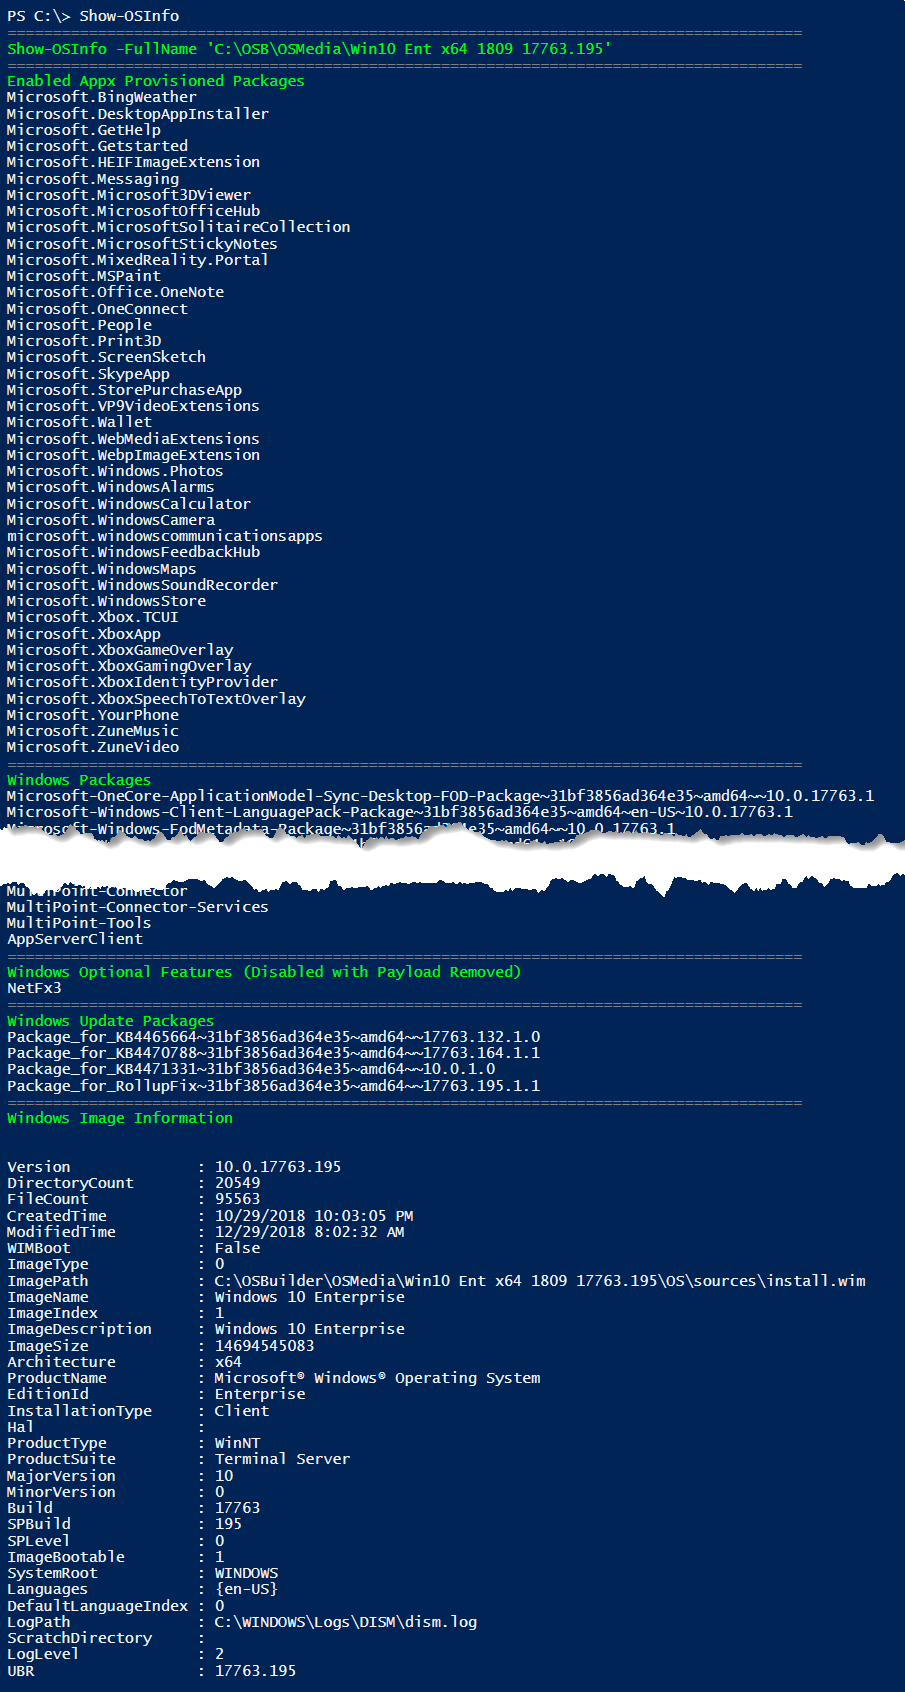 PS C:\> Show-OSInfo
========================================================================================
Show-OSInfo -FullName 'C:\OSB\OSMedia\Win10 Ent x64 1809 17763.195'
========================================================================================
Enabled Appx Provisioned Packages
Microsoft.BingWeather
Microsoft.DesktopAppInstaller
Microsoft.GetHelp
Microsoft.Getstarted
Microsoft.HEIFImageExtension
Microsoft.Messaging
Microsoft.Microsoft3DViewer
Microsoft.MicrosoftOfficeHub
Microsoft.MicrosoftSolitaireCollection
Microsoft.MicrosoftStickyNotes
Microsoft.MixedReality.Portal
Microsoft.MSPaint
Microsoft.Office.OneNote
Microsoft.OneConnect
Microsoft.People
Microsoft.Print3D
Microsoft.ScreenSketch
Microsoft.SkypeApp
Microsoft.StorePurchaseApp
Microsoft.VP9VideoExtensions
Microsoft.Wallet
Microsoft.WebMediaExtensions
Microsoft.WebpImageExtension
Microsoft.Windows.Photos
Microsoft.WindowsAlarms
Microsoft.WindowsCalculator
Microsoft.WindowsCamera
microsoft.windowscommunicationsapps
Microsoft.WindowsFeedbackHub
Microsoft.WindowsMaps
Microsoft.WindowsSoundRecorder
Microsoft.WindowsStore
Microsoft.Xbox.TCUI
Microsoft.XboxApp
Microsoft.XboxGameOverlay
Microsoft.XboxGamingOverlay
Microsoft.XboxIdentityProvider
Microsoft.XboxSpeechToTextOverlay
Microsoft.YourPhone
Microsoft.ZuneMusic
Microsoft.ZuneVideo
========================================================================================
Windows Packages
Microsoft-OneCore-ApplicationModel-Sync-Desktop-FOD-Package~31bf3856ad364e35~amd64~~10.0.17763.1
Microsoft-Windows-Client-LanguagePack-Package~31bf3856ad364e35~amd64~en-US~10.0.17763.1
Microsoft-Windows-FodMetadata-Package~31bf3856ad364e35~amd64~~10.0.17763.1
MultiPoint-Connector
MultiPoint-Connector-Services
MultiPoint-Tools
AppServerClient
========================================================================================
Windows Optional Features (Disabled with Payload Removed)
NetFx3
========================================================================================
Windows Update Packages
Package_for_KB4465664~31bf3856ad364e35~amd64~~17763.132.1.0
Package_for_KB4470788~31bf3856ad364e35~amd64~~17763.164.1.1
Package_for_KB4471331~31bf3856ad364e35~amd64~~10.0.1.0
Package_for_RollupFix~31bf3856ad364e35~amd64~~17763.195.1.1
========================================================================================
Windows Image Information
Version : 10.0.17763.195
DirectoryCount : 20549
FileCount : 95563
CreatedTime : 10/29/2018 10:03:05 PM
ModifiedTime : 12/29/2018 8:02:32 AM
WIMBoot : False
ImageType : 0
ImagePath : C:\OSBuilder\OSMedia\Win10 Ent x64 1809 17763.195\OS\sources\install.wim
ImageName : Windows 10 Enterprise
ImageIndex : 1
ImageDescription : Windows 10 Enterprise
ImageSize : 14694545083
Architecture : x64
ProductName : Microsoft® Windows® Operating System
EditionId : Enterprise
InstallationType : Client
Hal :
ProductType : WinNT
ProductSuite : Terminal Server
MajorVersion : 10
MinorVersion : 0
Build : 17763
SPBuild : 195
SPLevel : 0
ImageBootable : 1
SystemRoot : WINDOWS
Languages : {en-US}
DefaultLanguageIndex : 0
LogPath : C:\WINDOWS\Logs\DISM\dism.log
ScratchDirectory :
LogLevel : 2
UBR : 17763.195